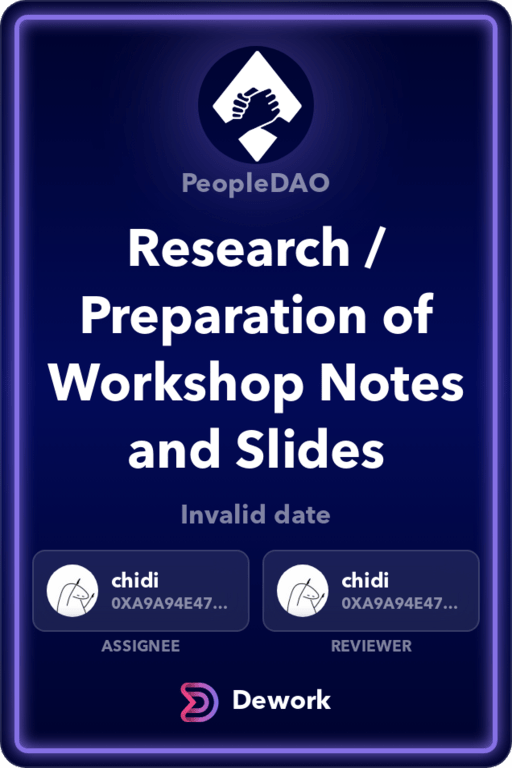 PeopleDAO
Research /
Preparation of
Workshop Notes
and Slides
Invalid date
chidi
0XA9A94E47...
ASSIGNEE
chidi
0XA9A94E47...
REVIEWER
Dework